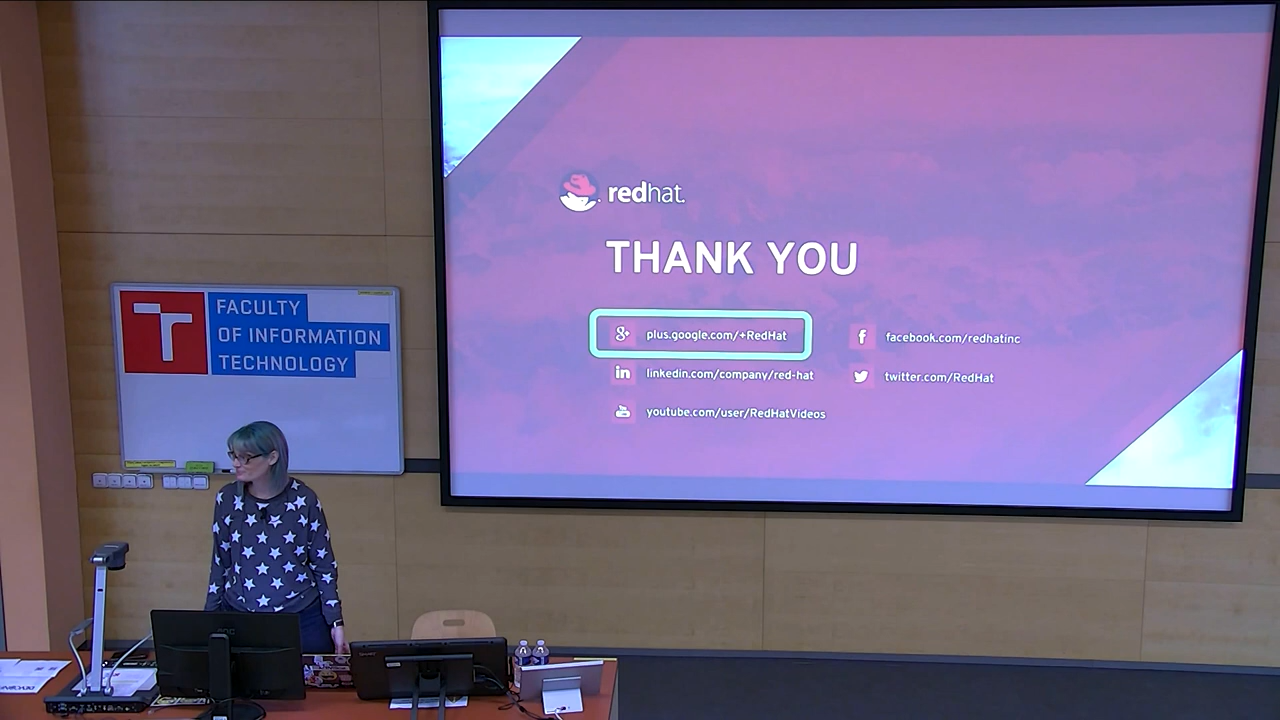 redhat.
THANK YOU
plus.google.com/+RedHat
facebook.com/redhatinc
linkedin.com/company/red-hat
twitter.com/RedHat
youtube.com/user/RedHatVideos
FACULTY
OF INFORMATION
TECHNOLOGY